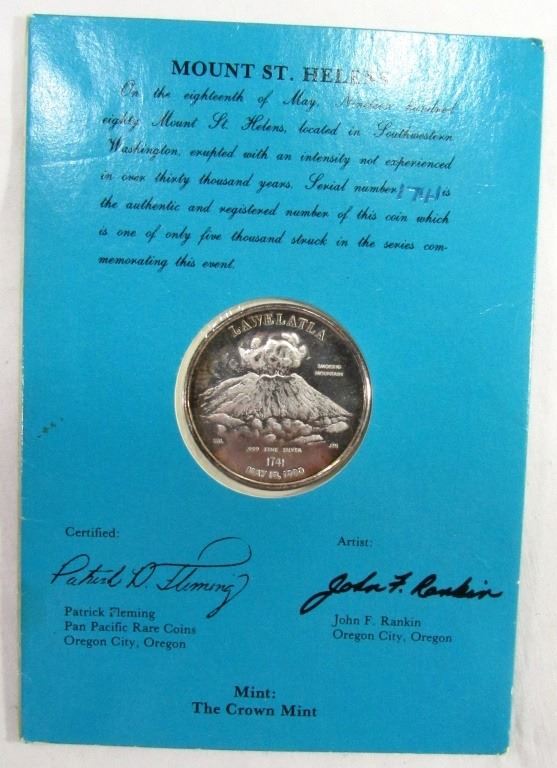 MOUNT ST. HELENS
On the eighteenth of May, Nineteen hundred
eighty Mount St. Helens, located in Southwestern
Washington, erupted with an intensity not experienced
in over thirty thousand years. Serial number 1741 is
the authentic and registered number of this coin which
is one of only five thousand struck in the series com-
memorating this event.
LAWELATLA
SMOKING
MOUNTAIN
JFR
.999 FINE SILVER
1741
MAY 18, 1980
Certified:
Artist:
Patrick D. Fleming
John F. Rankin
Patrick Fleming
Pan Pacific Rare Coins
Oregon City, Oregon
John F. Rankin
Oregon City, Oregon
Mint:
The Crown Mint